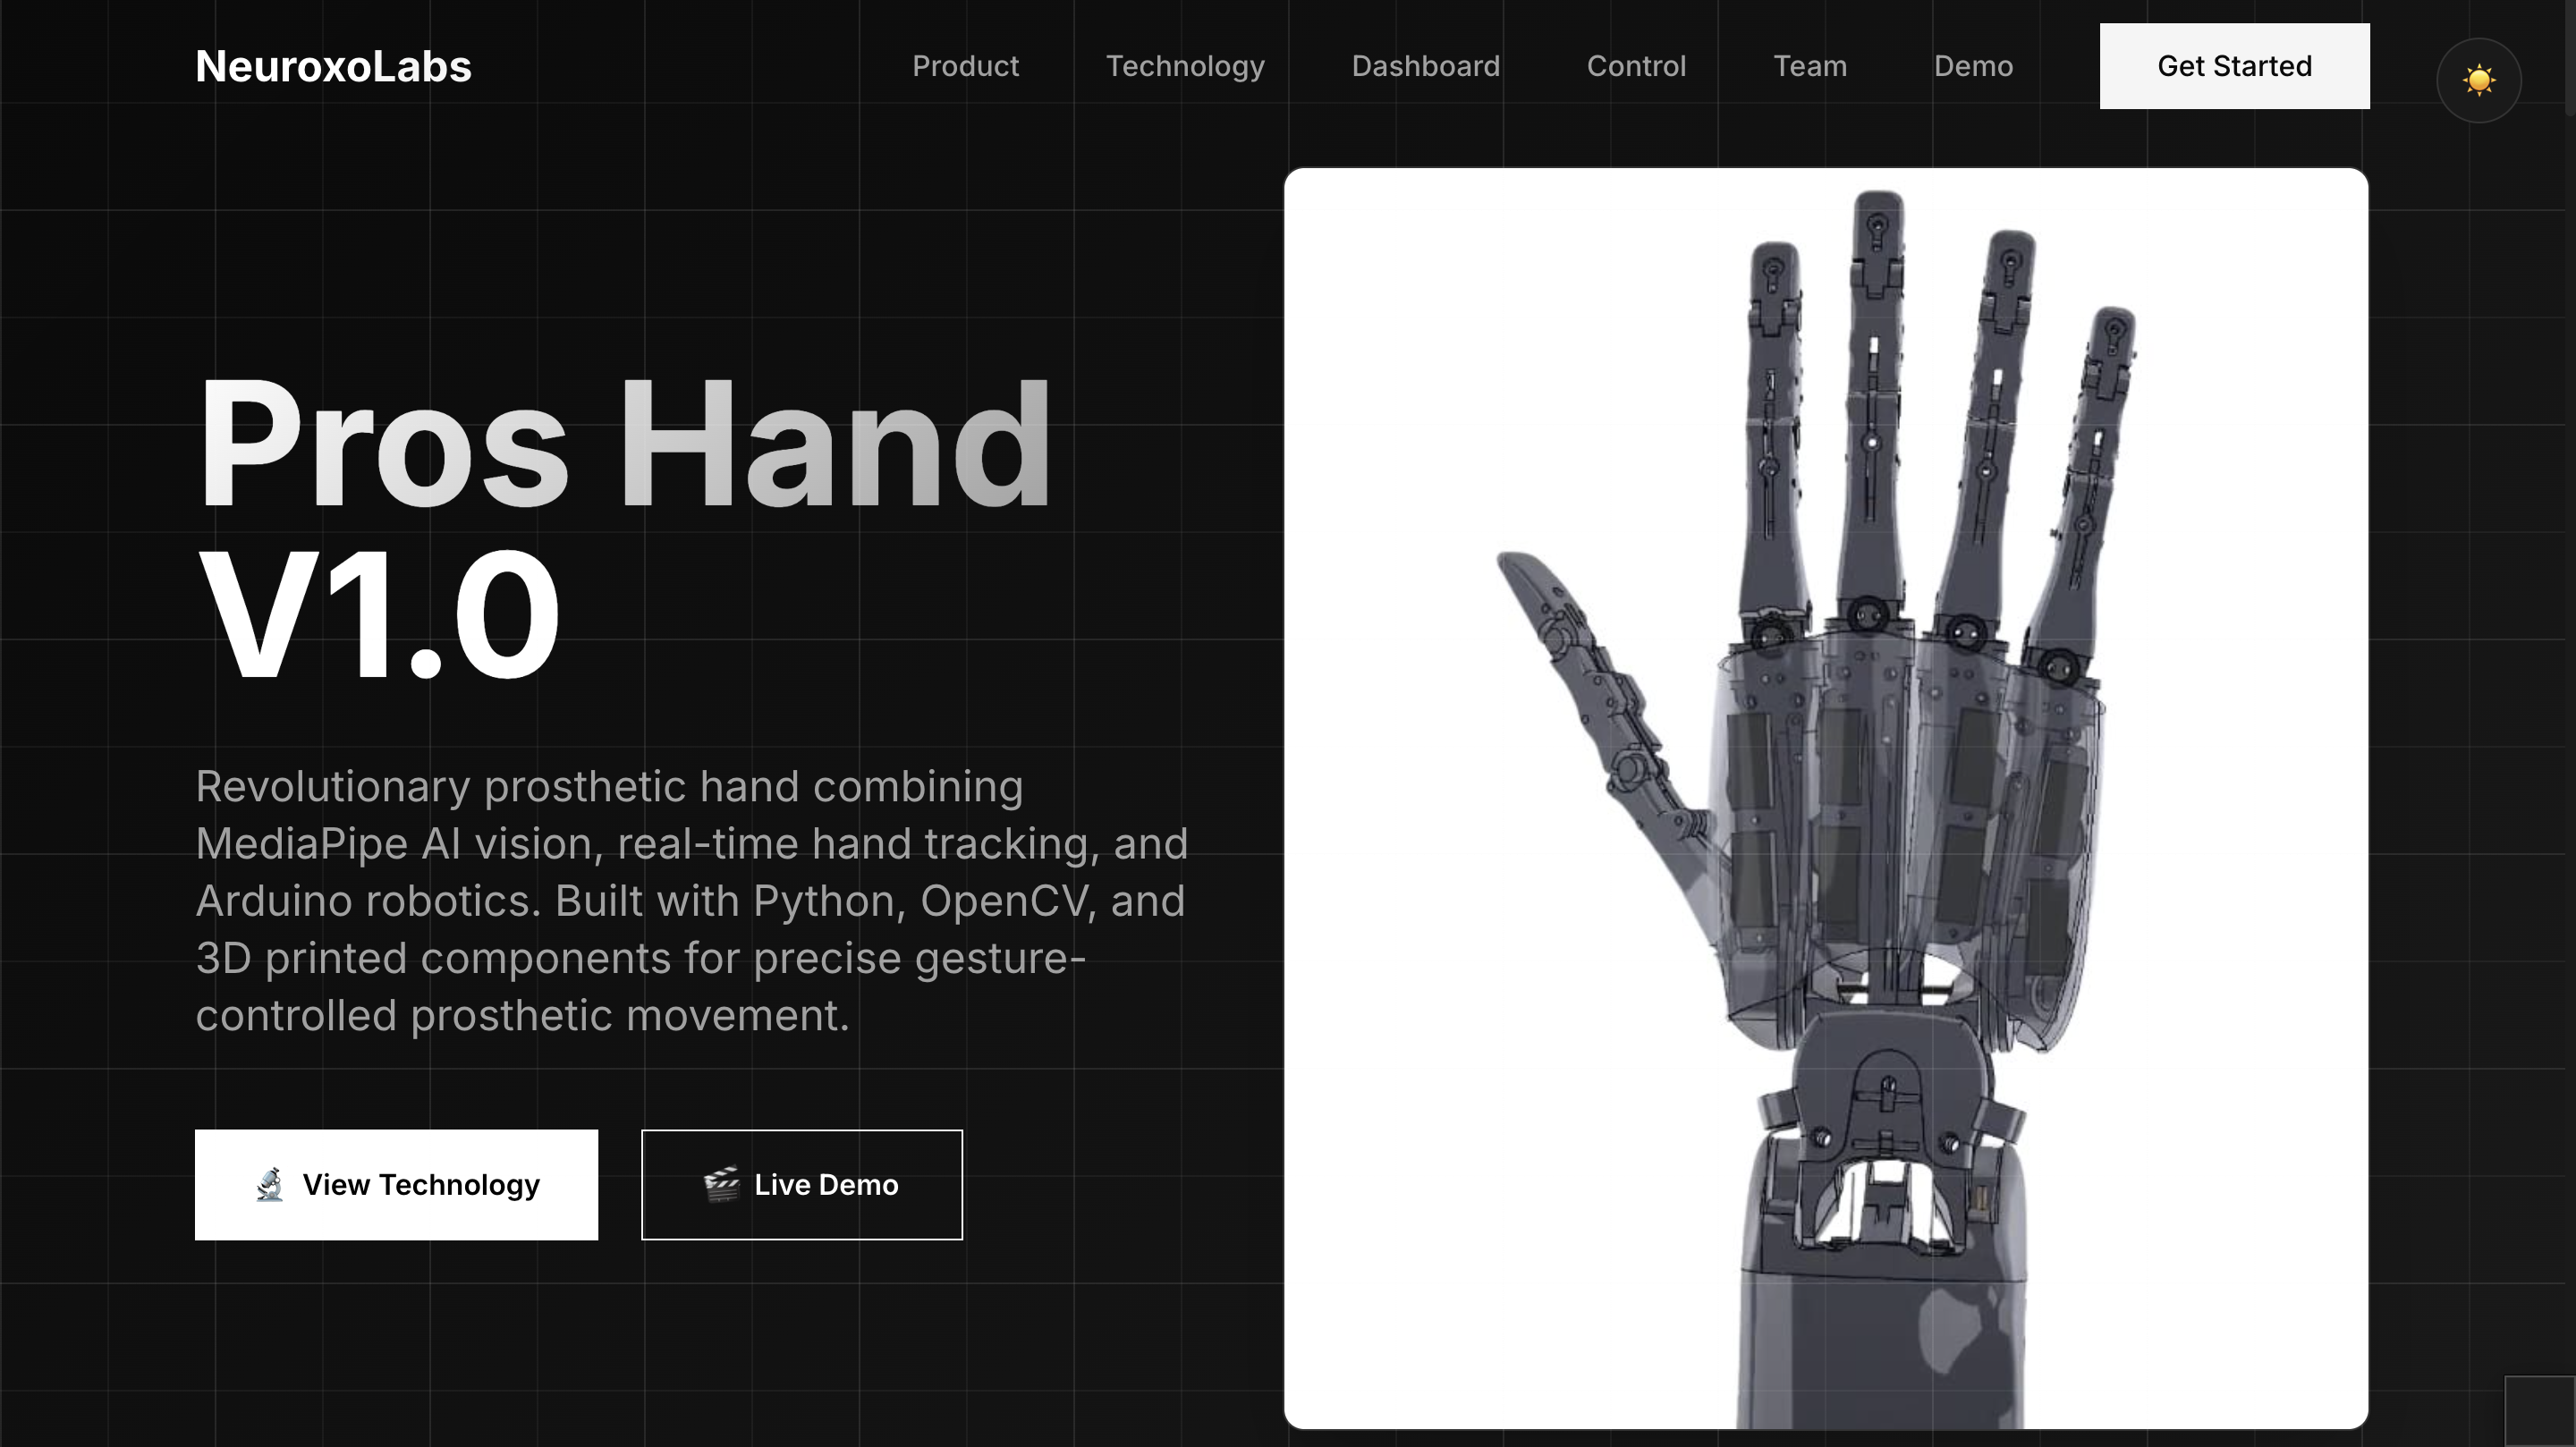 NeuroxoLabs
Product
Technology
Dashboard
Control
Team
Demo
Get Started
Pros Hand
V1.0
Revolutionary prosthetic hand combining
MediaPipe AI vision, real-time hand tracking, and
Arduino robotics. Built with Python, OpenCV, and
3D printed components for precise gesture-
controlled prosthetic movement.
View Technology
Live Demo